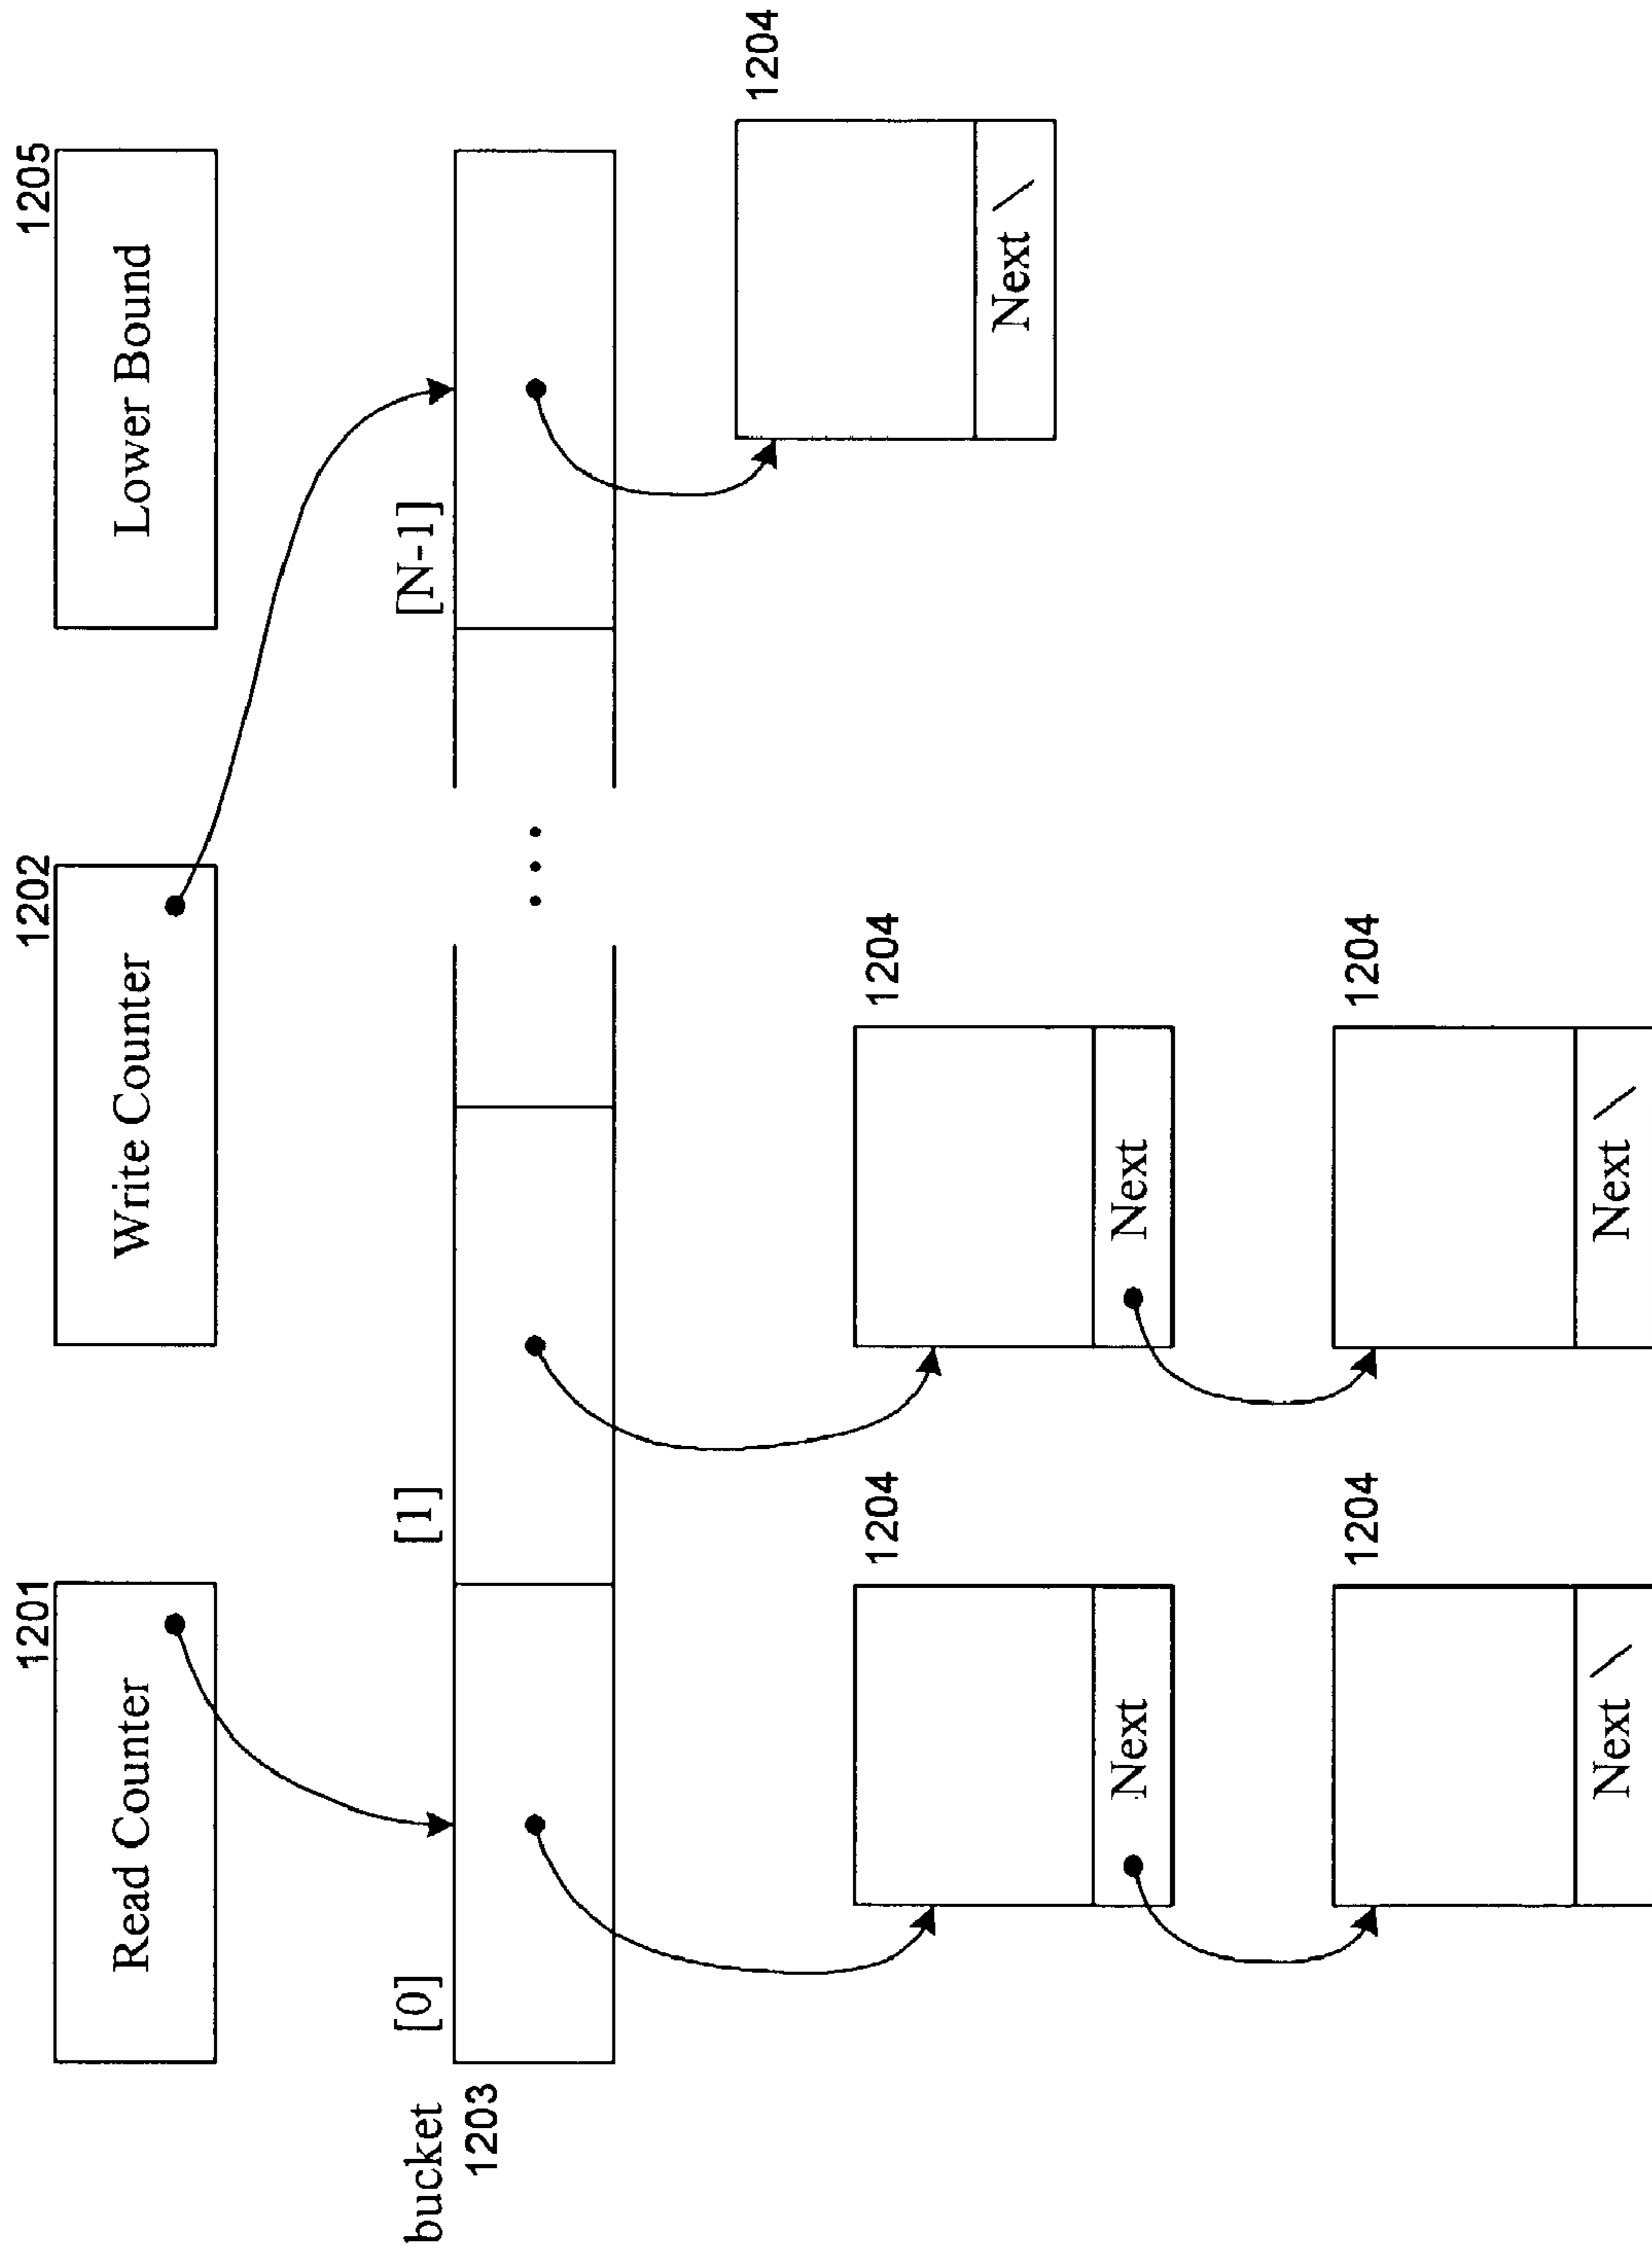 1201
1202
1205
Read Counter
Write Counter
Lower Bound
bucket
[0]
[1]
[N-1]
1203
...
1204
Next \
1204
1204
Next
Next
1204
1204
Next \
Next \